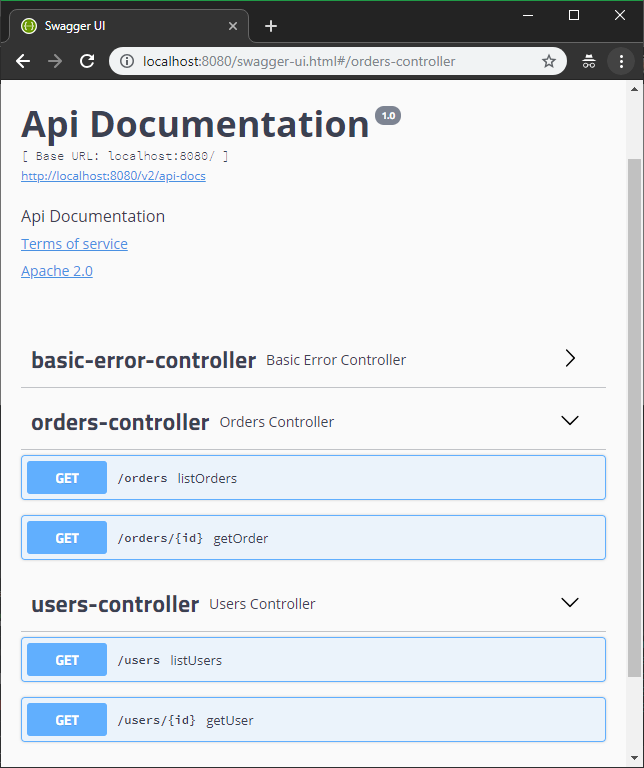 Swagger UI
localhost:8080/swagger-ui.html#/orders-controller
Api Documentation 1.0
[ Base URL: localhost:8080/ ]
http://localhost:8080/v2/api-docs
Api Documentation
Terms of service
Apache 2.0
basic-error-controller Basic Error Controller
orders-controller Orders Controller
GET /orders listOrders
GET /orders/{id} getOrder
users-controller Users Controller
GET /users listUsers
GET /users/{id} getUser